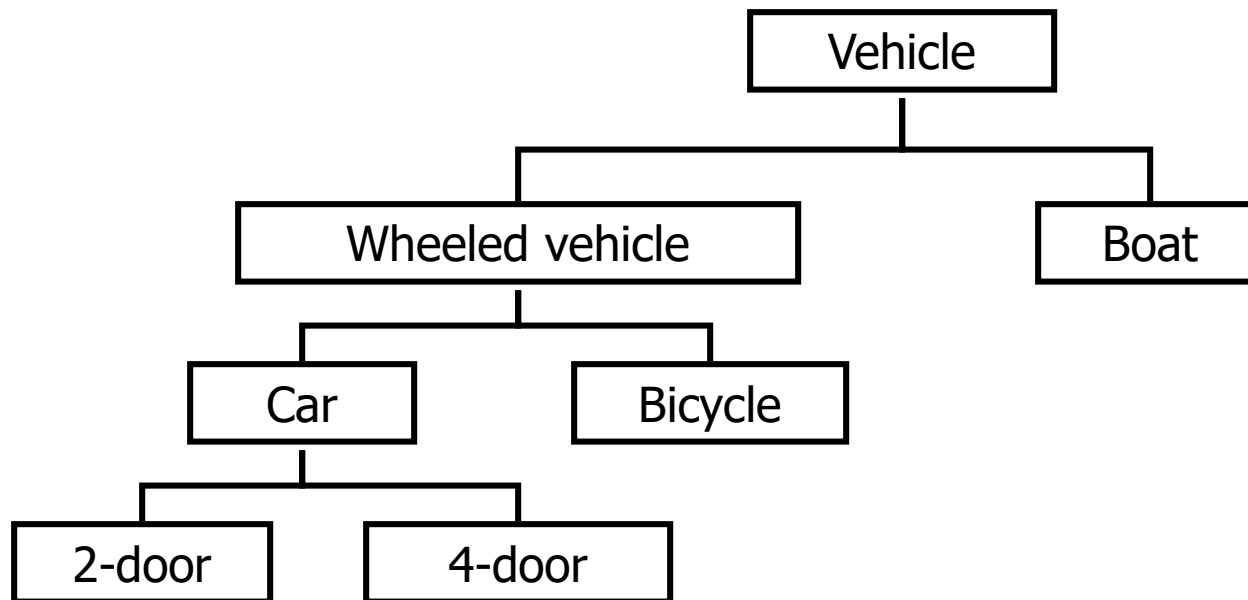 Vehicle
Wheeled vehicle
Boat
Car
Bicycle
2-door
4-door